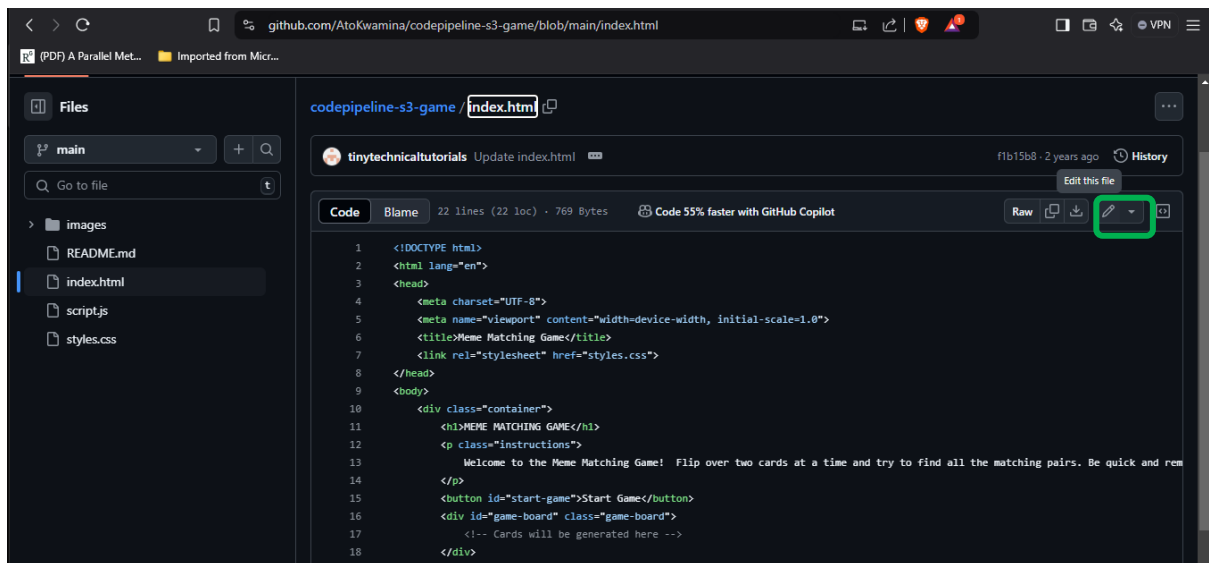 github.com/AtoKwamina/codepipeline-s3-game/blob/main/index.html
VPN
R⁶ (PDF) A Parallel Met... Imported from Micr...
Files
codepipeline-s3-game / index.html
main
tinytechnicaltutorials Update index.html
f1b15b8 · 2 years ago History
Go to file t
Edit this file
Code Blame 22 lines (22 loc) · 769 Bytes Code 55% faster with GitHub Copilot Raw
images
README.md
index.html
script.js
styles.css
1 <!DOCTYPE html>
2 <html lang="en">
3 <head>
4 <meta charset="UTF-8">
5 <meta name="viewport" content="width=device-width, initial-scale=1.0">
6 <title>Meme Matching Game</title>
7 <link rel="stylesheet" href="styles.css">
8 </head>
9 <body>
10 <div class="container">
11 <h1>MEME MATCHING GAME</h1>
12 <p class="instructions">
13 Welcome to the Meme Matching Game!  Flip over two cards at a time and try to find all the matching pairs. Be quick and rem
14 </p>
15 <button id="start-game">Start Game</button>
16 <div id="game-board" class="game-board">
17 <!-- Cards will be generated here -->
18 </div>